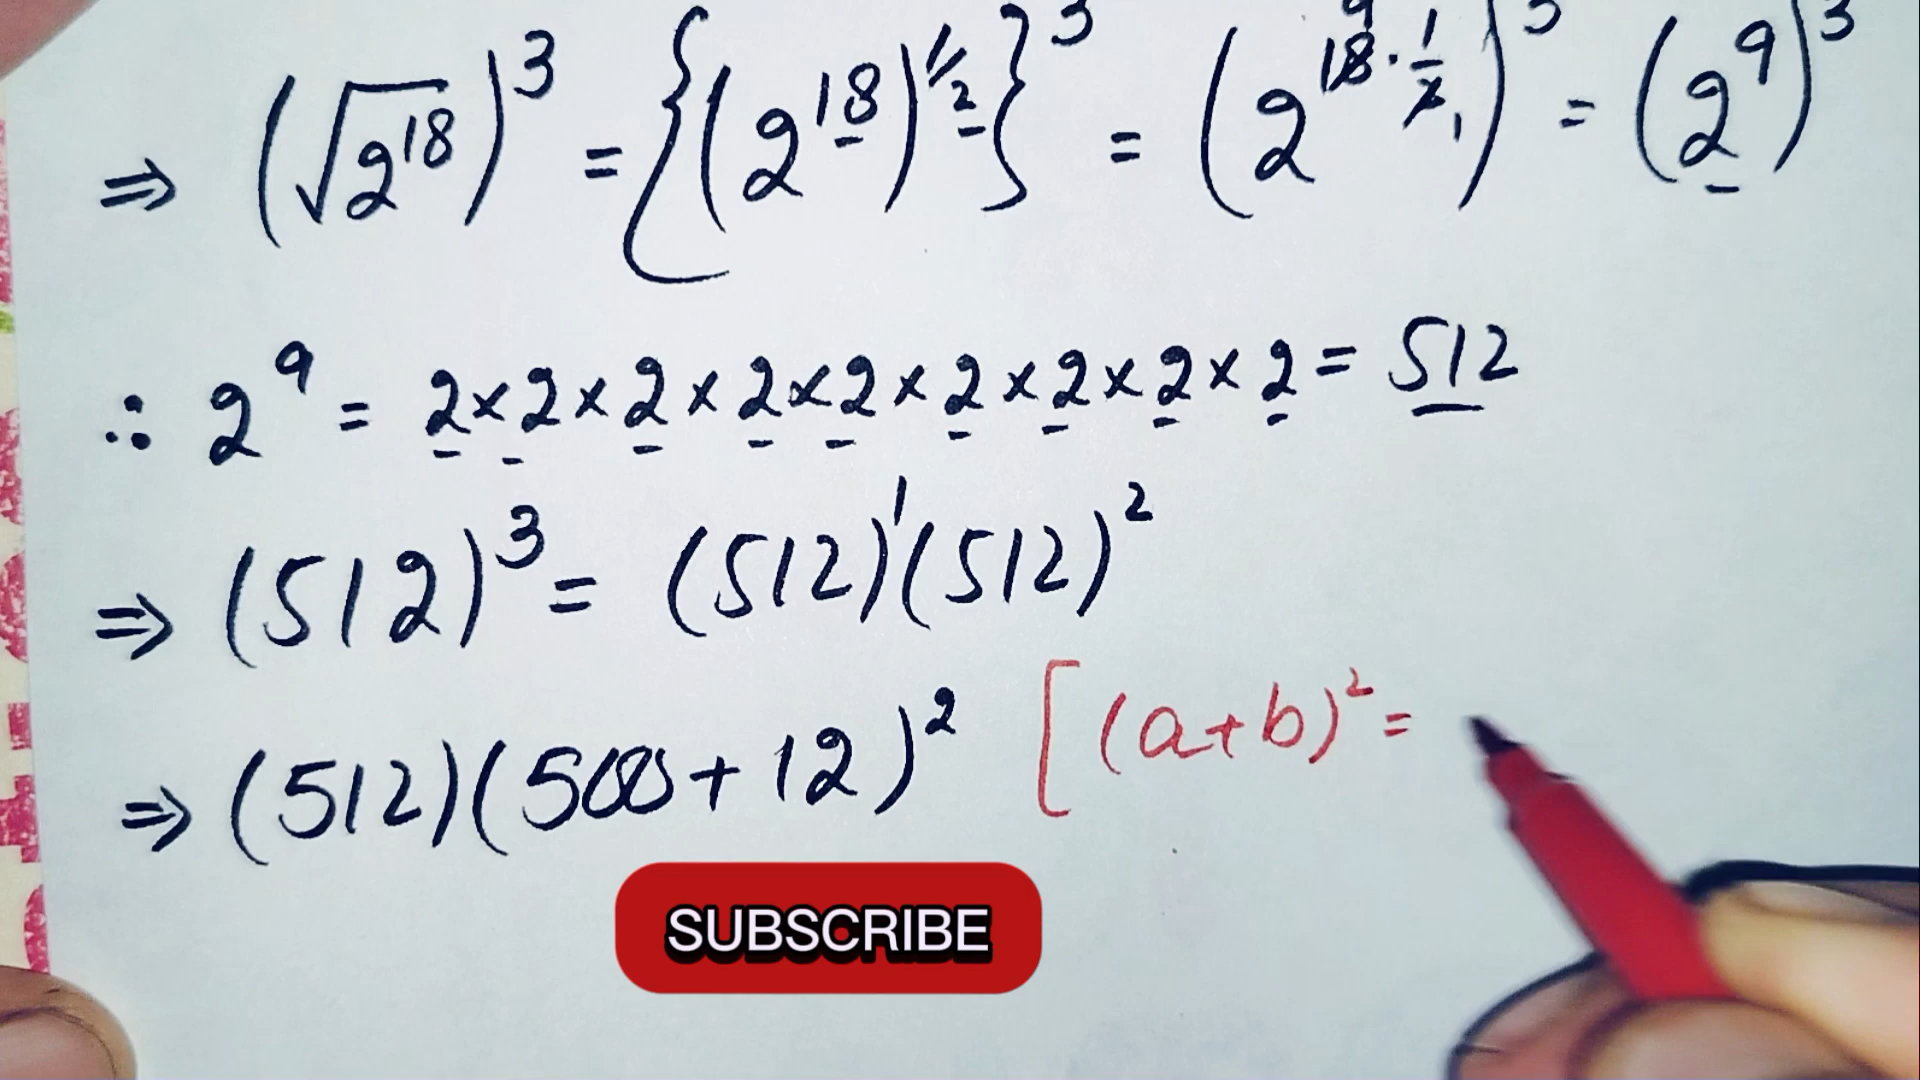 ⇒ (√2¹⁸)³ = {(2¹⁸)^1/2}³ = (2^18·1/2)³ = (2⁹)³
∴ 2⁹ = 2×2×2×2×2×2×2×2×2 = 512
⇒ (512)³ = (512)¹(512)²
⇒ (512)(500+12)² [(a+b)² =
SUBSCRIBE